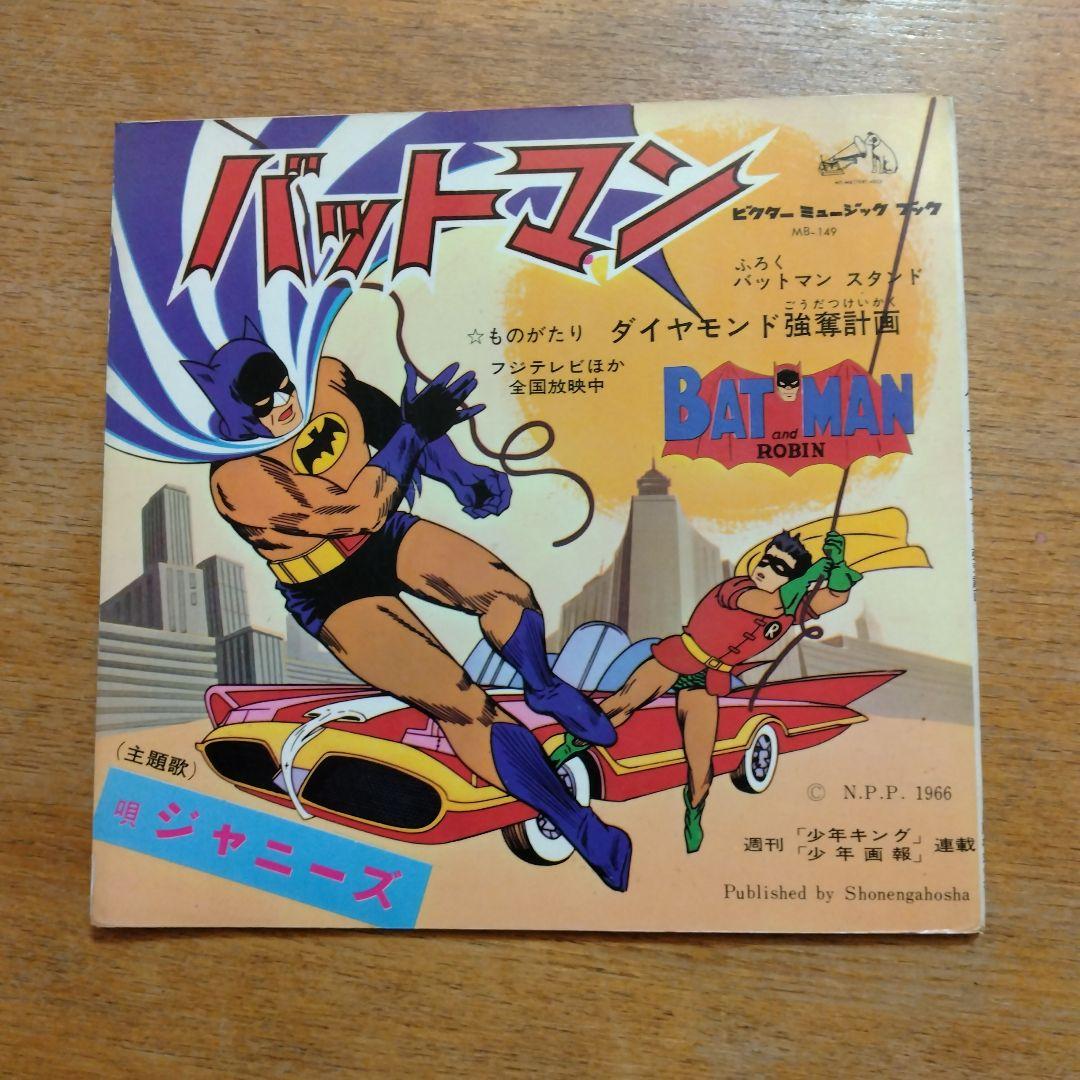 バットマン
ビクター ミュージック ブック
MB-149
ふろく
バットマン スタンド
ごうだつけいかく
☆ものがたり ダイヤモンド強奪計画
フジテレビほか
全国放映中
BATMAN
and
ROBIN
R
(主題歌)
唄 ジャニーズ
© N.P.P. 1966
週刊「少年キング」連載
「少年画報」
Published by Shonengahosha